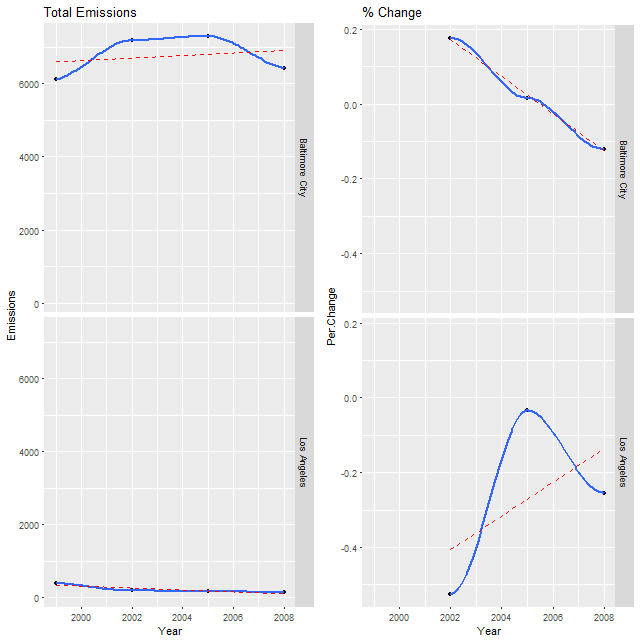 Total Emissions
6000
4000
2000
0
Baltimore City
6000
4000
2000
0
Los Angeles
Emissions
2000
2002
2004
2006
2008
Year
% Change
0.2
0.0
-0.2
-0.4
Baltimore City
0.2
0.0
-0.2
-0.4
Los Angeles
Per.Change
2000
2002
2004
2006
2008
Year